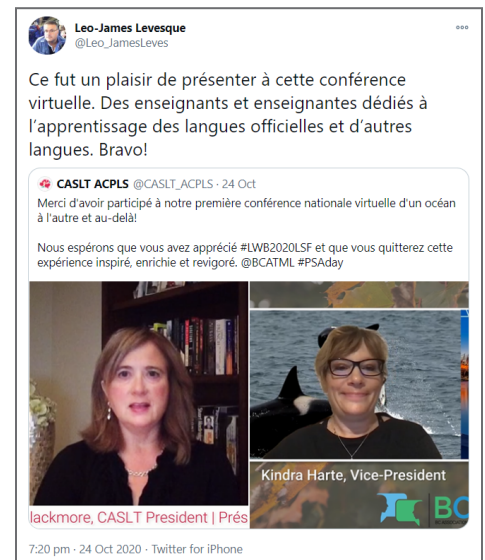 Leo-James Levesque
@Leo_JamesLeves
Ce fut un plaisir de présenter à cette conférence
virtuelle. Des enseignants et enseignantes dédiés à
l'apprentissage des langues officielles et d'autres
langues. Bravo!
CASLT ACPLS @CASLT_ACPLS · 24 Oct
Merci d'avoir participé à notre première conférence nationale virtuelle d'un océan
à l'autre et au-delà!
Nous espérons que vous avez apprécié #LWB2020LSF et que vous quitterez cette
expérience inspiré, enrichie et revigoré. @BCATML #PSAday
lackmore, CASLT President | Prés
Kindra Harte, Vice-President
BC
7:20 pm · 24 Oct 2020 · Twitter for iPhone